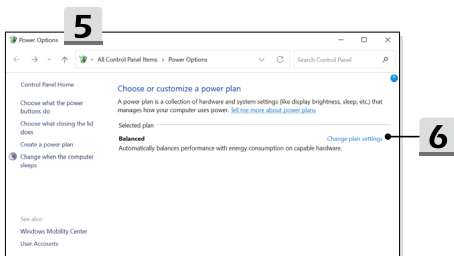 5
Power Options
All Control Panel Items › Power Options
Search Control Panel
Control Panel Home
Choose what the power
buttons do
Choose what closing the lid
does
Create a power plan
Change when the computer
sleeps
See also
Windows Mobility Center
User Accounts
Choose or customize a power plan
A power plan is a collection of hardware and system settings (like display brightness, sleep, etc.) that
manages how your computer uses power. Tell me more about power plans
Selected plan
Balanced
Change plan settings
Automatically balances performance with energy consumption on capable hardware.
6